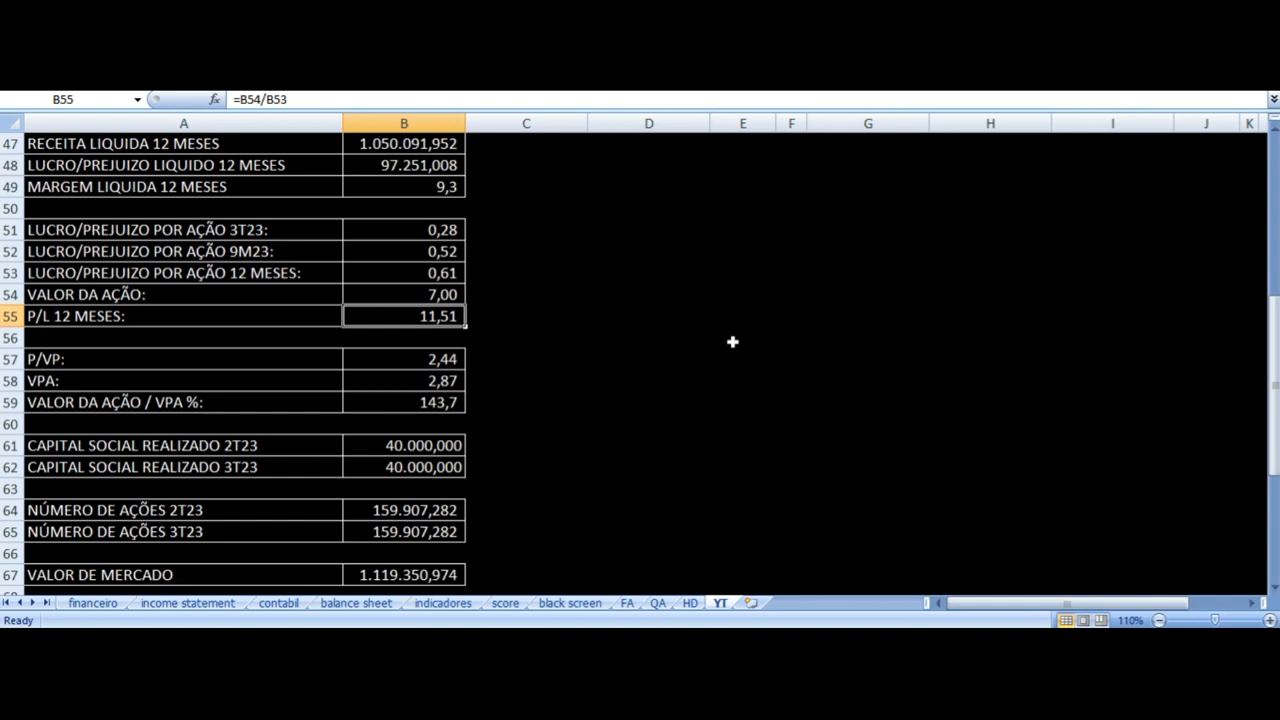 B55 fx =B54/B53
A B C D E F G H I J K
47 RECEITA LIQUIDA 12 MESES 1.050.091,952
48 LUCRO/PREJUIZO LIQUIDO 12 MESES 97.251,008
49 MARGEM LIQUIDA 12 MESES 9,3
50
51 LUCRO/PREJUIZO POR AÇÃO 3T23: 0,28
52 LUCRO/PREJUIZO POR AÇÃO 9M23: 0,52
53 LUCRO/PREJUIZO POR AÇÃO 12 MESES: 0,61
54 VALOR DA AÇÃO: 7,00
55 P/L 12 MESES: 11,51
56
57 P/VP: 2,44
58 VPA: 2,87
59 VALOR DA AÇÃO / VPA %: 143,7
60
61 CAPITAL SOCIAL REALIZADO 2T23 40.000,000
62 CAPITAL SOCIAL REALIZADO 3T23 40.000,000
63
64 NÚMERO DE AÇÕES 2T23 159.907,282
65 NÚMERO DE AÇÕES 3T23 159.907,282
66
67 VALOR DE MERCADO 1.119.350,974
financeiro income statement contabil balance sheet indicadores score black screen FA QA HD YT
Ready 110%